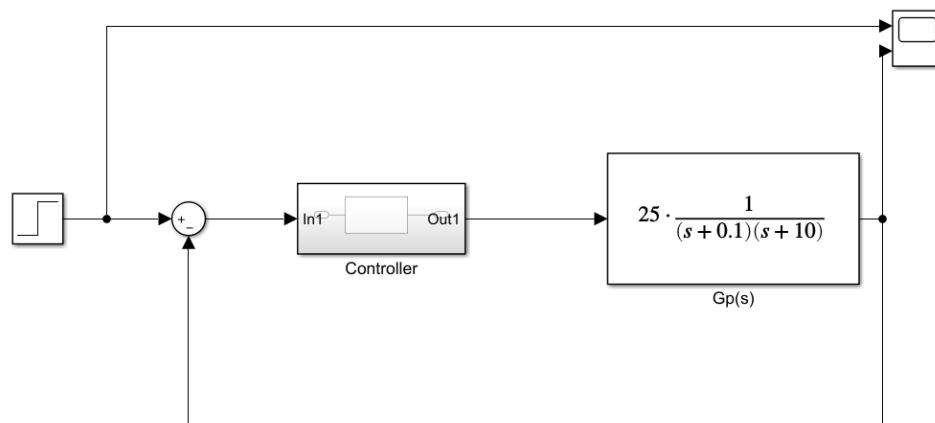 +
−
In1
Out1
Controller
25 · 1/((s + 0.1)(s + 10))
Gp(s)